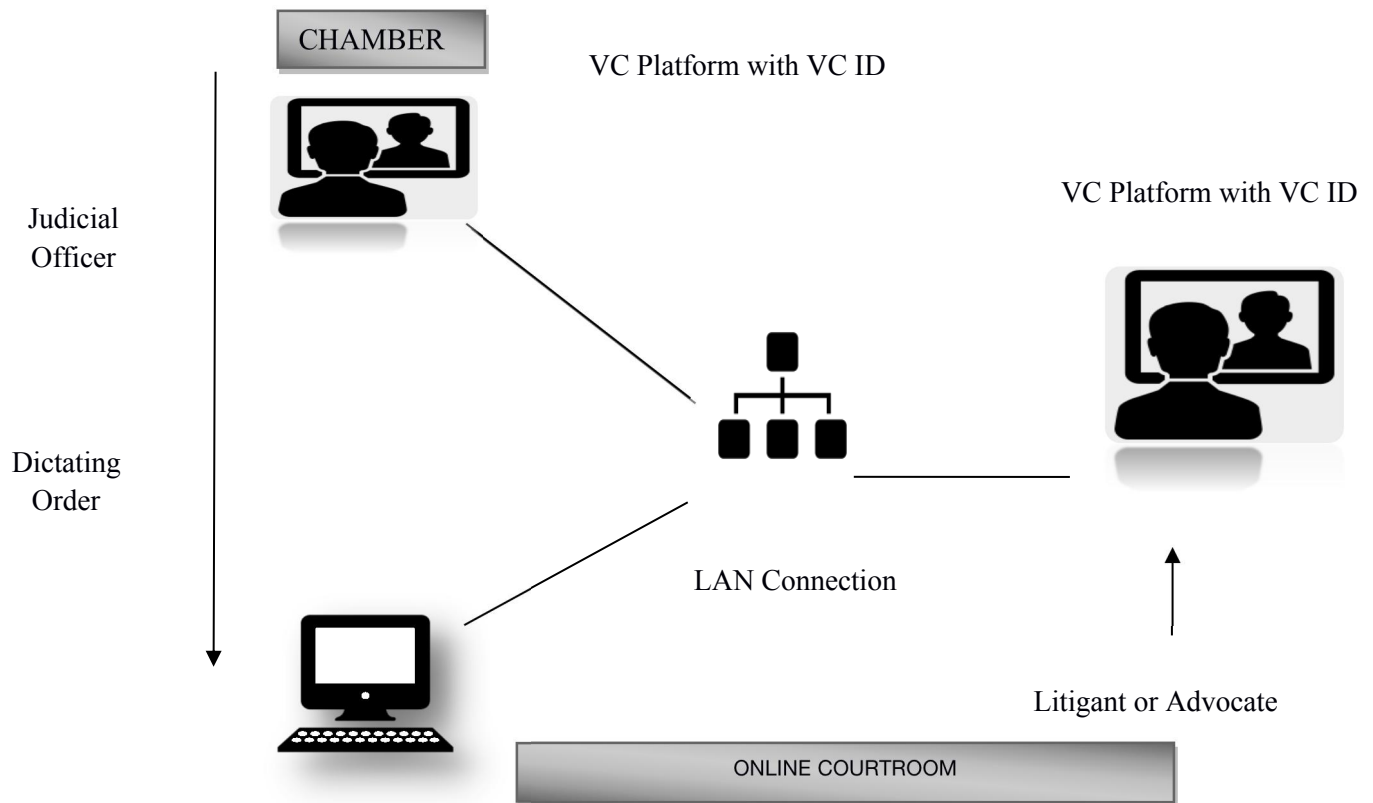 CHAMBER
VC Platform with VC ID
VC Platform with VC ID
Judicial
Officer
Dictating
Order
LAN Connection
Litigant or Advocate
ONLINE COURTROOM